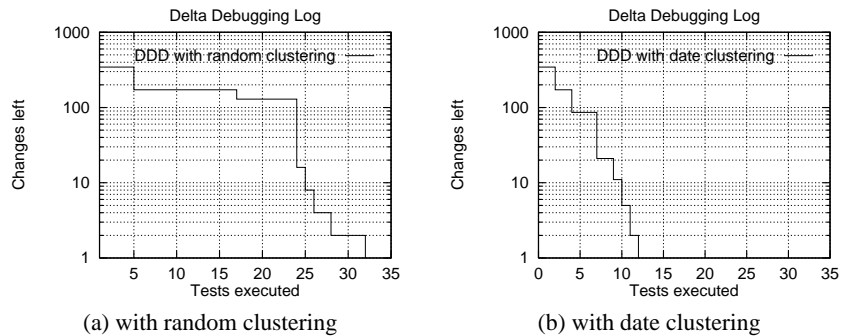 Delta Debugging Log
1000
DDD with random clustering
100
10
1
Changes left
5 10 15 20 25 30 35
Tests executed
(a) with random clustering
Delta Debugging Log
1000
DDD with date clustering
100
10
1
Changes left
0 5 10 15 20 25 30 35
Tests executed
(b) with date clustering